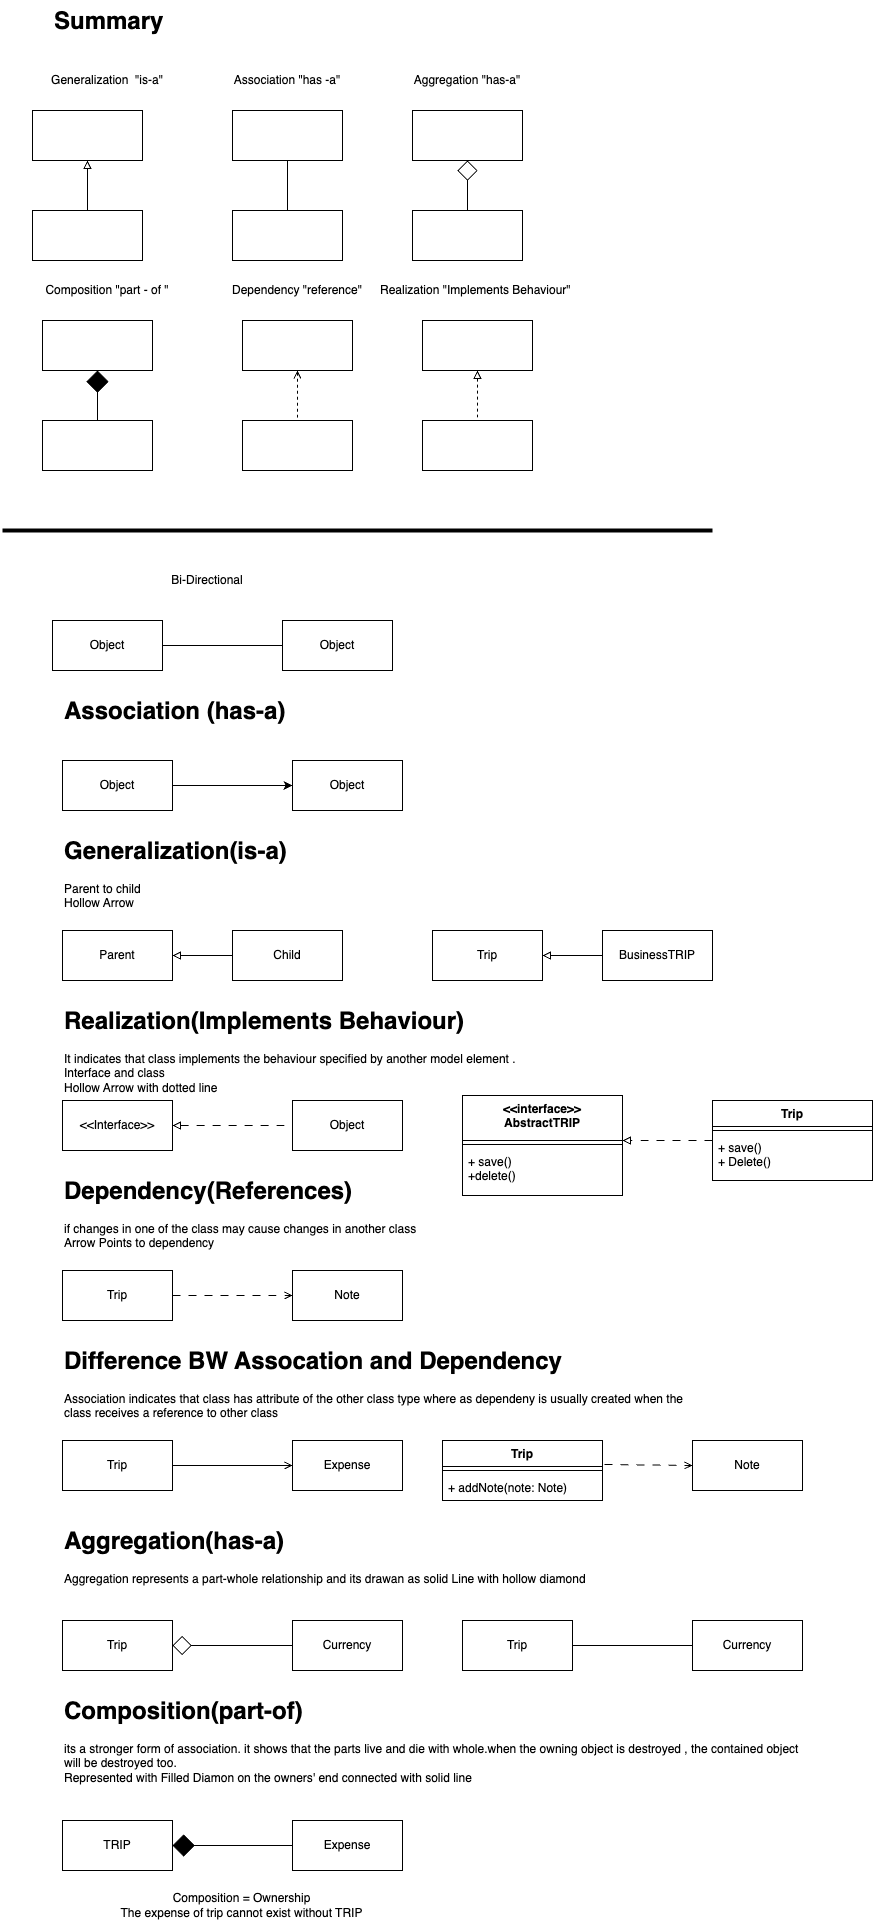 Summary
Generalization  "is-a"
Association "has -a"
Aggregation "has-a"
Composition "part - of "
Dependency "reference"
Realization "Implements Behaviour"
Bi-Directional
Object
Object
Association (has-a)
Object
Object
Generalization(is-a)
Parent to child
Hollow Arrow
Parent
Child
Trip
BusinessTRIP
Realization(Implements Behaviour)
It indicates that class implements the behaviour specified by another model element .
Interface and class
Hollow Arrow with dotted line
<<Interface>>
Object
<<interface>>
AbstractTRIP
+ save()
+delete()
Trip
+ save()
+ Delete()
Dependency(References)
if changes in one of the class may cause changes in another class
Arrow Points to dependency
Trip
Note
Difference BW Assocation and Dependency
Association indicates that class has attribute of the other class type where as dependeny is usually created when the
class receives a reference to other class
Trip
Expense
Trip
+ addNote(note: Note)
Note
Aggregation(has-a)
Aggregation represents a part-whole relationship and its drawan as solid Line with hollow diamond
Trip
Currency
Trip
Currency
Composition(part-of)
its a stronger form of association. it shows that the parts live and die with whole.when the owning object is destroyed , the contained object
will be destroyed too.
Represented with Filled Diamon on the owners' end connected with solid line
TRIP
Expense
Composition = Ownership
The expense of trip cannot exist without TRIP